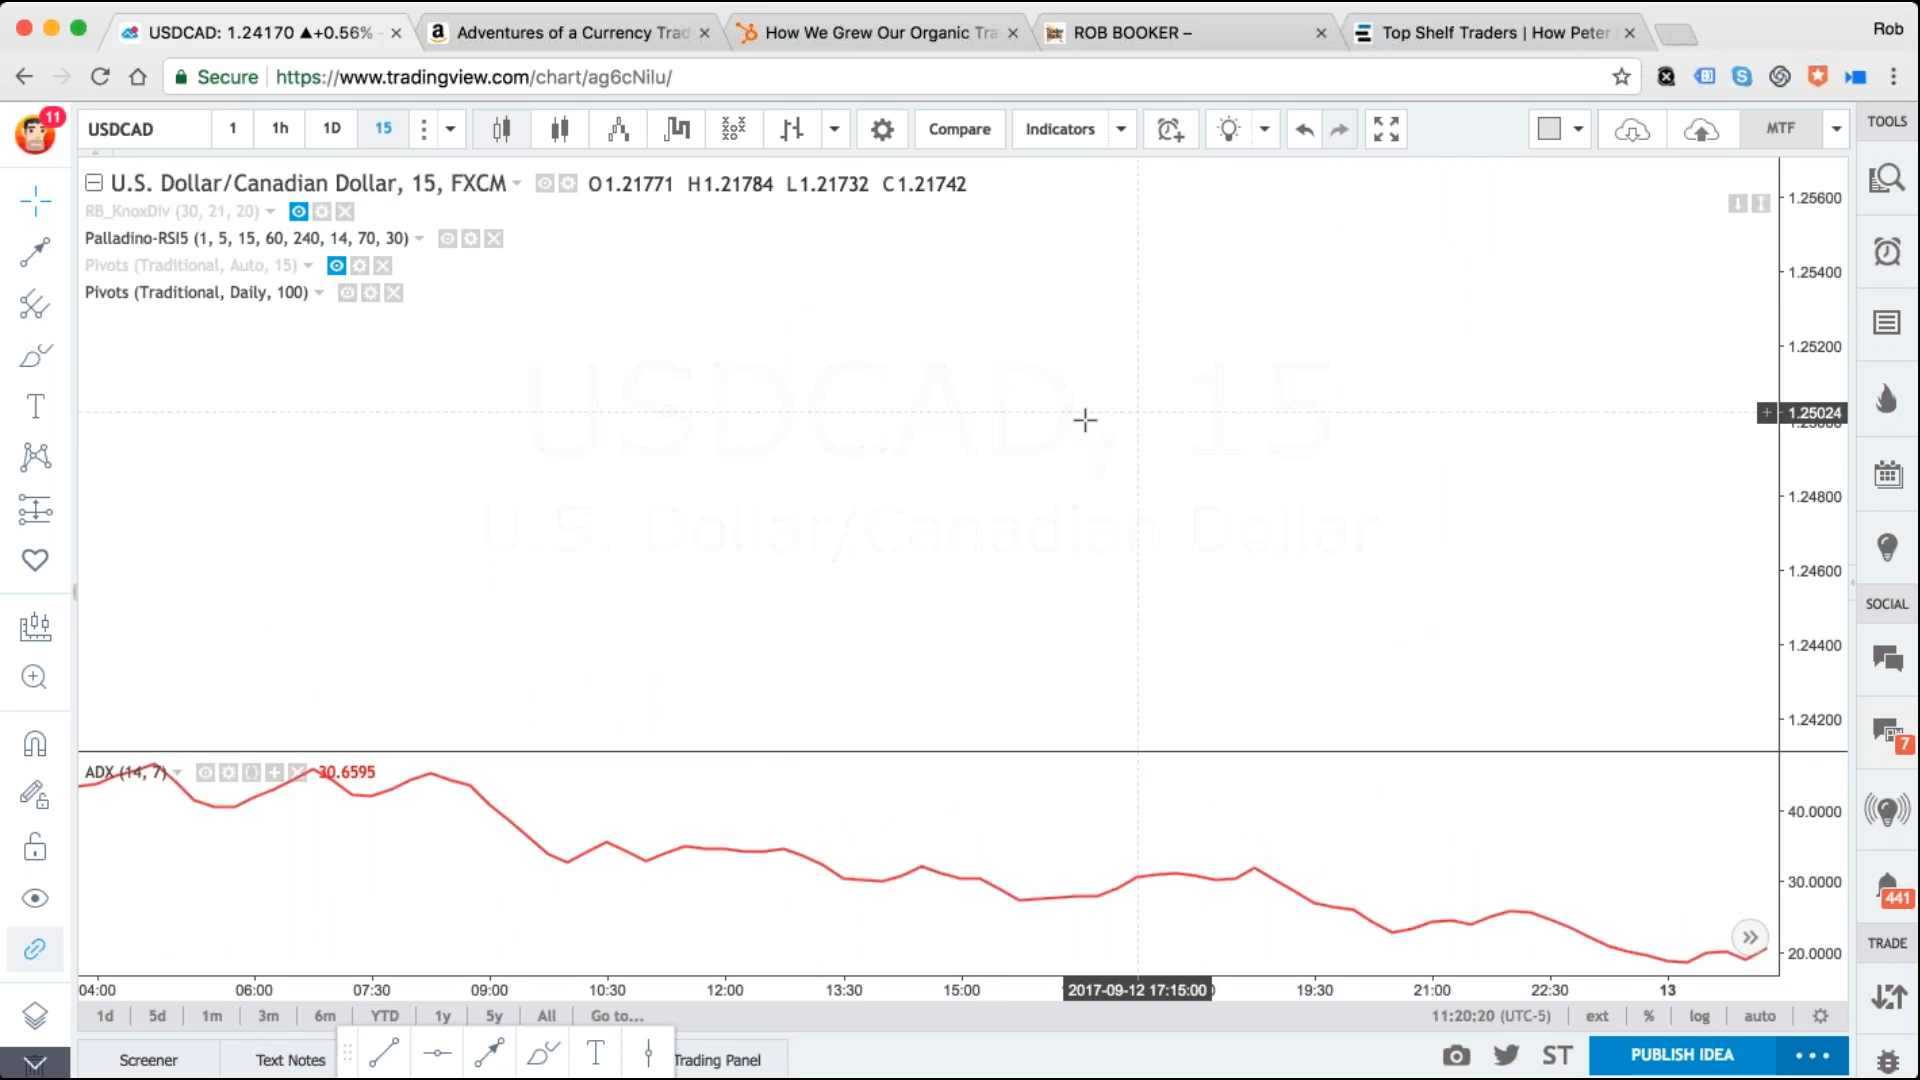 USDCAD: 1.24170 ▲+0.56%
Adventures of a Currency Trad
How We Grew Our Organic Tra
ROB BOOKER –
Top Shelf Traders | How Peter
Rob
Secure
https://www.tradingview.com/chart/ag6cNilu/
11
USDCAD
1
1h
1D
15
Compare
Indicators
MTF
TOOLS
U.S. Dollar/Canadian Dollar, 15, FXCM
O1.21771 H1.21784 L1.21732 C1.21742
RB_KnoxDiv (30, 21, 20)
Palladino-RSI5 (1, 5, 15, 60, 240, 14, 70, 30)
Pivots (Traditional, Auto, 15)
Pivots (Traditional, Daily, 100)
USDCAD, 15
U.S. Dollar/Canadian Dollar
1.25600
1.25400
1.25200
1.25024
1.24800
1.24600
1.24400
1.24200
SOCIAL
7
441
TRADE
ADX (14, 7)
30.6595
40.0000
30.0000
20.0000
04:00
06:00
07:30
09:00
10:30
12:00
13:30
15:00
2017-09-12 17:15:00
19:30
21:00
22:30
13
1d
5d
1m
3m
6m
YTD
1y
5y
All
Go to...
11:20:20 (UTC-5)
ext
%
log
auto
Screener
Text Notes
Trading Panel
ST
PUBLISH IDEA